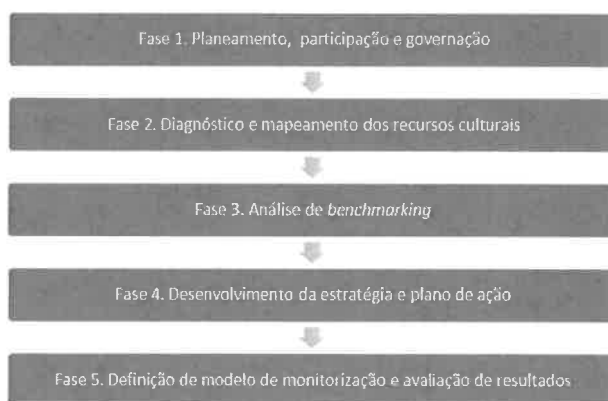 Fase 1. Planeamento, participação e governação
Fase 2. Diagnóstico e mapeamento dos recursos culturais
Fase 3. Análise de benchmarking
Fase 4. Desenvolvimento da estratégia e plano de ação
Fase 5. Definição de modelo de monitorização e avaliação de resultados